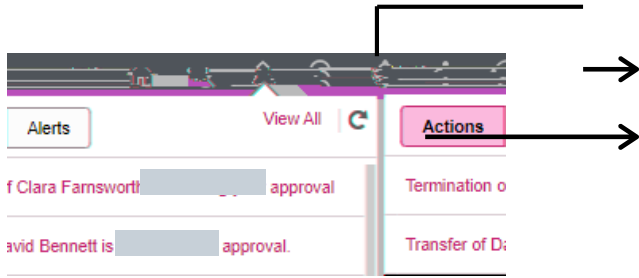 Alerts
View All
Actions
f Clara Farnsworth approval
Termination o
avid Bennett is approval.
Transfer of Da